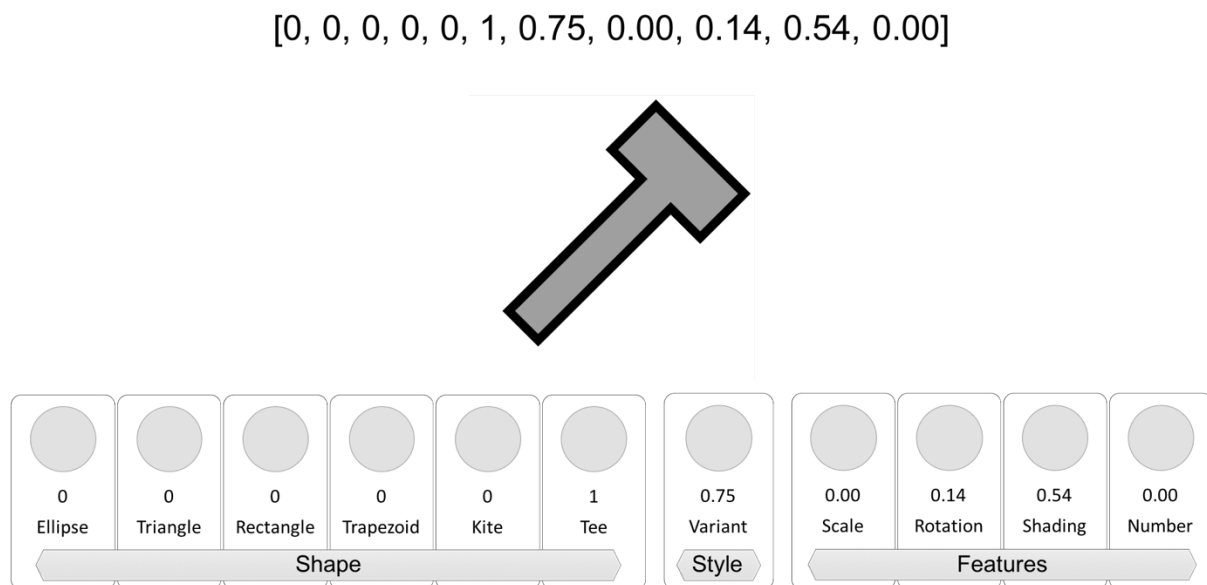 [0, 0, 0, 0, 0, 1, 0.75, 0.00, 0.14, 0.54, 0.00]
0 0 0 0 0 1 0.75 0.00 0.14 0.54 0.00
Ellipse Triangle Rectangle Trapezoid Kite Tee Variant Scale Rotation Shading Number
Shape Style Features